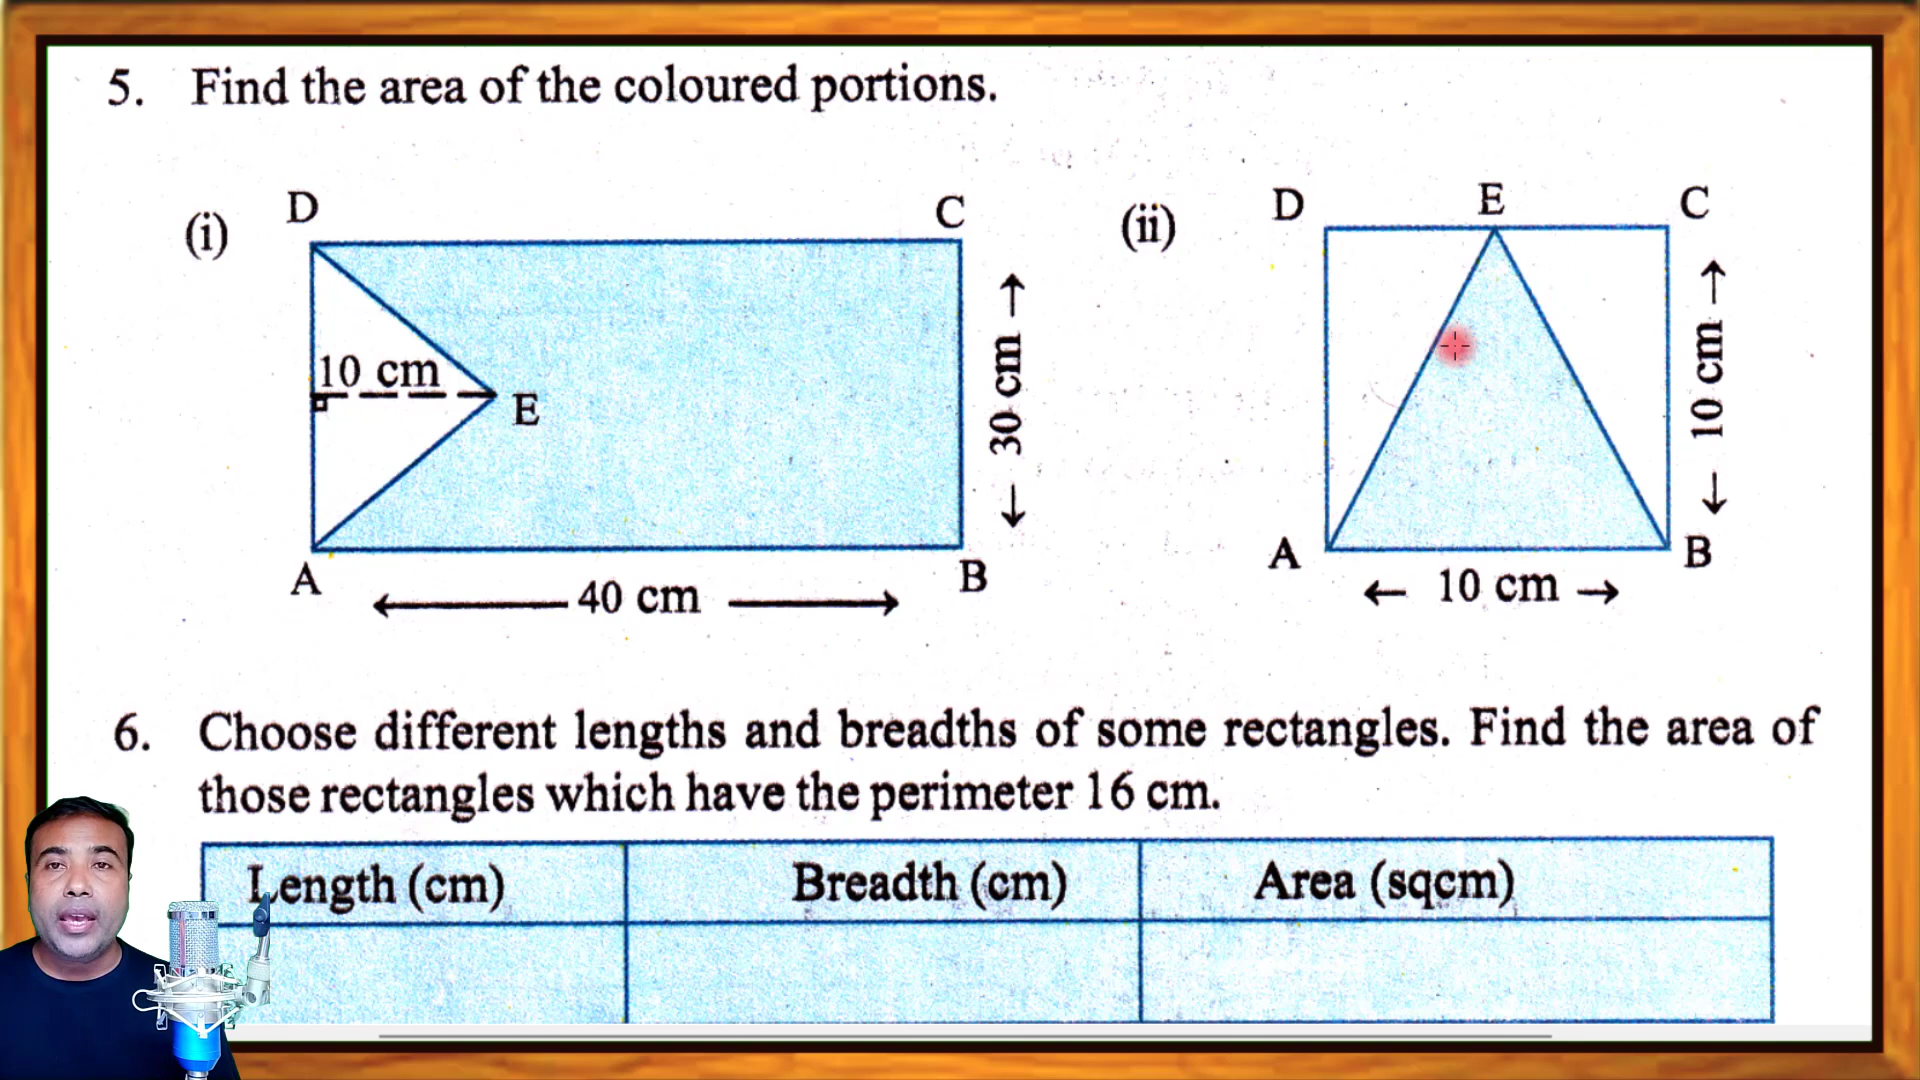 5. Find the area of the coloured portions.
(i)
D
C
10 cm
E
30 cm
A
B
40 cm
(ii)
D
E
C
10 cm
A
B
10 cm
6. Choose different lengths and breadths of some rectangles. Find the area of
those rectangles which have the perimeter 16 cm.
Length (cm) Breadth (cm) Area (sqcm)